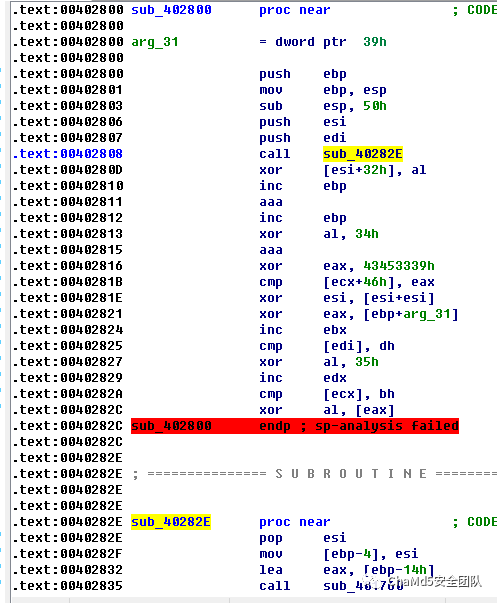 .text:00402800 sub_402800 proc near ; CODE
.text:00402800
.text:00402800 arg_31 = dword ptr 39h
.text:00402800
.text:00402800 push ebp
.text:00402801 mov ebp, esp
.text:00402803 sub esp, 50h
.text:00402806 push esi
.text:00402807 push edi
.text:00402808 call sub_40282E
.text:0040280D xor [esi+32h], al
.text:00402810 inc ebp
.text:00402811 aaa
.text:00402812 inc ebp
.text:00402813 xor al, 34h
.text:00402815 aaa
.text:00402816 xor eax, 43453339h
.text:0040281B cmp [ecx+46h], eax
.text:0040281E xor esi, [esi+esi]
.text:00402821 xor eax, [ebp+arg_31]
.text:00402824 inc ebx
.text:00402825 cmp [edi], dh
.text:00402827 xor al, 35h
.text:00402829 inc edx
.text:0040282A cmp [ecx], bh
.text:0040282C xor al, [eax]
.text:0040282C sub_402800 endp ; sp-analysis failed
.text:0040282C
.text:0040282E
.text:0040282E ; =============== S U B R O U T I N E ========
.text:0040282E
.text:0040282E
.text:0040282E sub_40282E proc near ; CODE
.text:0040282E pop esi
.text:0040282F mov [ebp-4], esi
.text:00402832 lea eax, [ebp-14h]
.text:00402835 call
ChaMd5安全团队